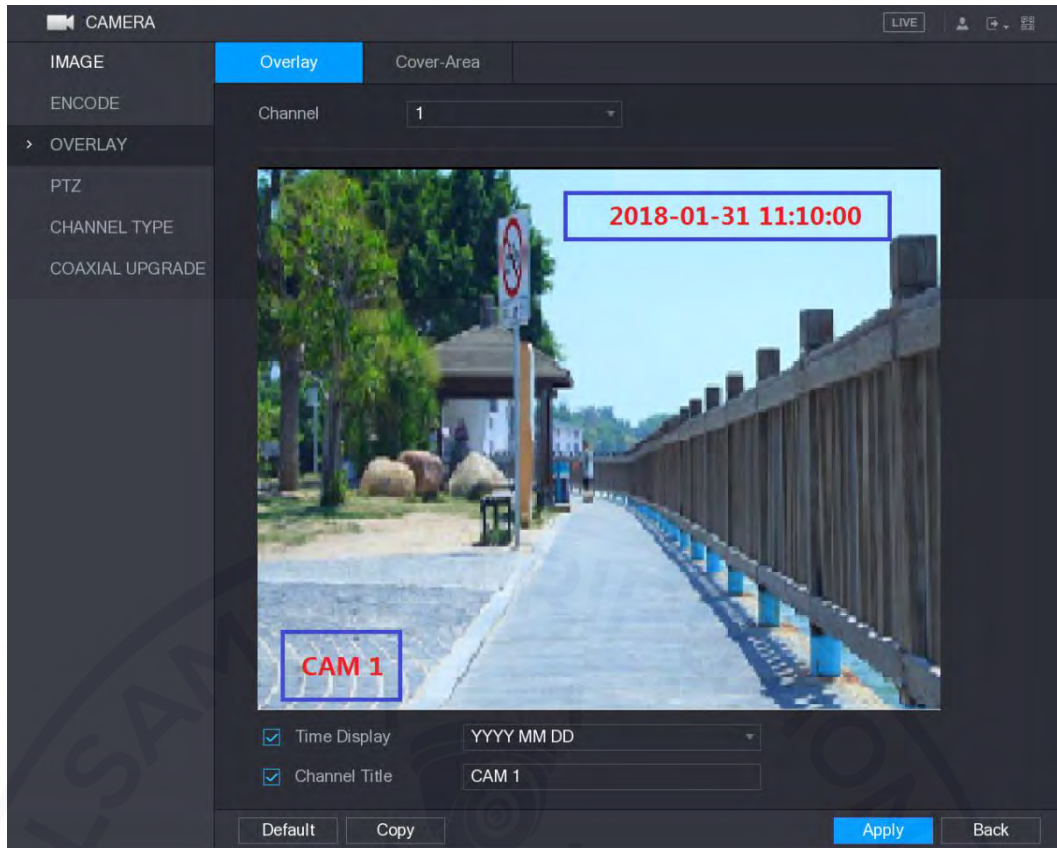 CAMERA
LIVE
IMAGE
ENCODE
OVERLAY
PTZ
CHANNEL TYPE
COAXIAL UPGRADE
Overlay
Cover-Area
Channel
1
2018-01-31 11:10:00
CAM 1
Time Display
YYYY MM DD
Channel Title
CAM 1
Default
Copy
Apply
Back